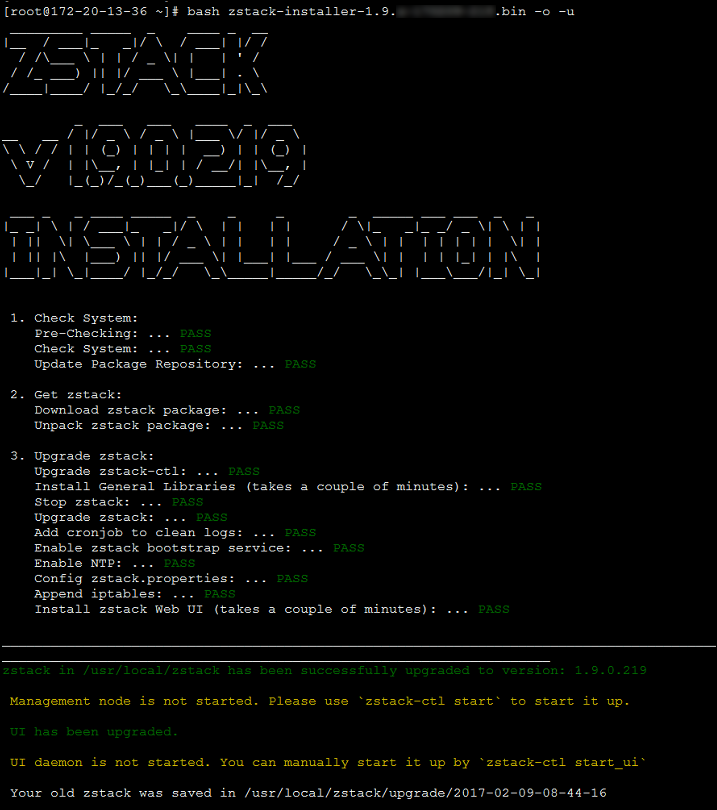 [root@172-20-13-36 ~]# bash zstack-installer-1.9. .bin -o -u
ZSTACK
V1.9.0.219
INSTALLATION
1. Check System:
Pre-Checking: ... PASS
Check System: ... PASS
Update Package Repository: ... PASS
2. Get zstack:
Download zstack package: ... PASS
Unpack zstack package: ... PASS
3. Upgrade zstack:
Upgrade zstack-ctl: ... PASS
Install General Libraries (takes a couple of minutes): ... PASS
Stop zstack: ... PASS
Upgrade zstack: ... PASS
Add cronjob to clean logs: ... PASS
Enable zstack bootstrap service: ... PASS
Enable NTP: ... PASS
Config zstack.properties: ... PASS
Append iptables: ... PASS
Install zstack Web UI (takes a couple of minutes): ... PASS
zstack in /usr/local/zstack has been successfully upgraded to version: 1.9.0.219
Management node is not started. Please use `zstack-ctl start` to start it up.
UI has been upgraded.
UI daemon is not started. You can manually start it up by `zstack-ctl start_ui`
Your old zstack was saved in /usr/local/zstack/upgrade/2017-02-09-08-44-16